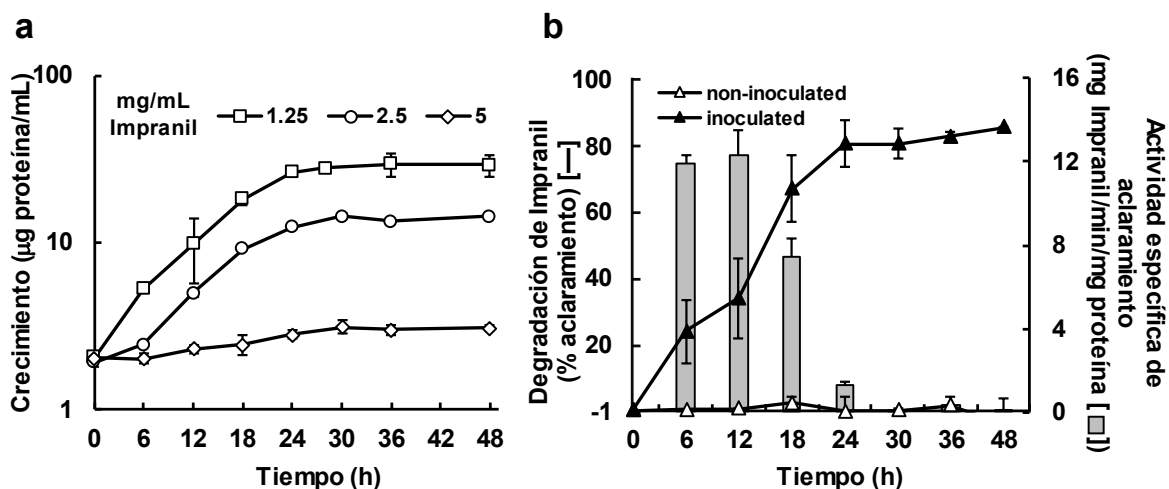 a
100
10
1
Crecimiento (µg proteína/mL)
mg/mL
Impranil
1.25
2.5
5
0 6 12 18 24 30 36 42 48
Tiempo (h)
b
100
80
60
40
20
-1
Degradación de Impranil
(% aclaramiento) [—]
non-inoculated
inoculated
16
12
8
4
0
Actividad específica de
aclaramiento
(mg Impranil/min/mg proteína [ ])
0 6 12 18 24 30 36 48
Tiempo (h)